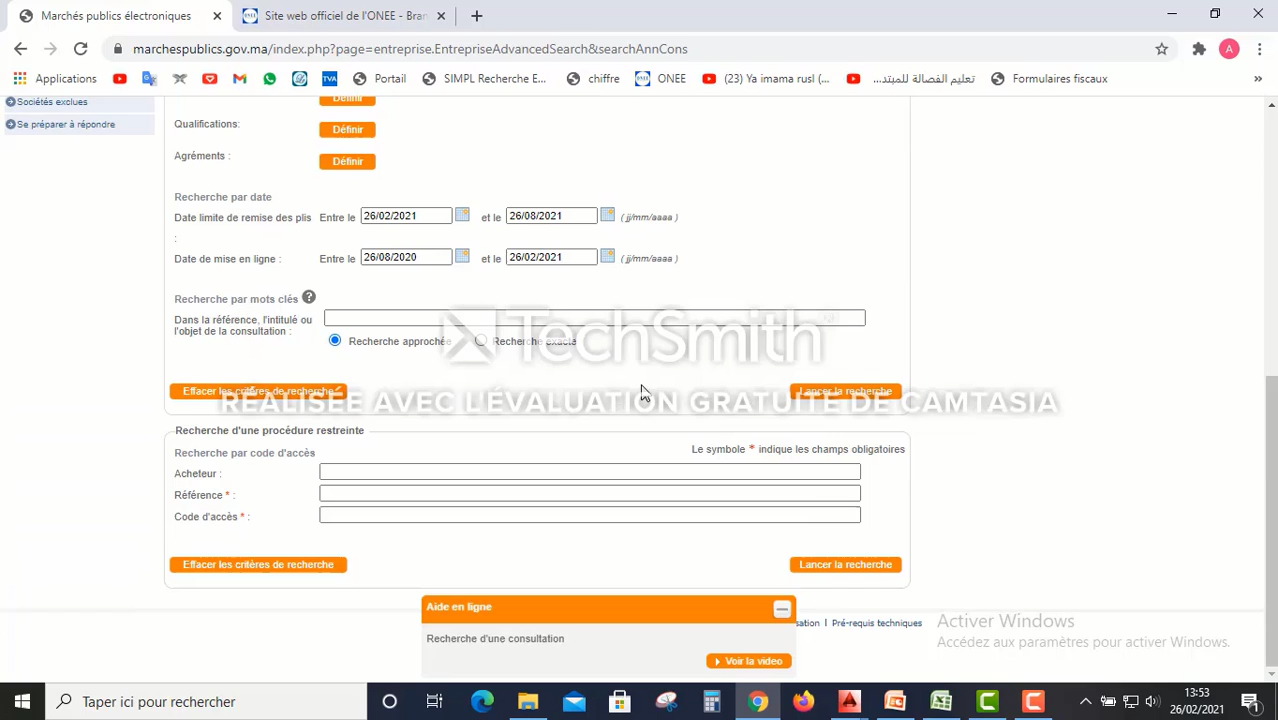 Marchés publics électroniques
Site web officiel de l'ONEE - Bran
marchespublics.gov.ma/index.php?page=entreprise.EntrepriseAdvancedSearch&searchAnnCons
A
Applications
TVA
Portail
SIMPL Recherche E...
chiffre
ONEE
(23) Ya imama rusl (...
تعليم الفصالة للمبتد...
Formulaires fiscaux
»
Sociétés exclues
Se préparer à répondre
Définir
Qualifications:
Définir
Agréments :
Définir
Recherche par date
Date limite de remise des plis
:
Entre le 26/02/2021 et le 26/08/2021 ( jj/mm/aaaa )
Date de mise en ligne : Entre le 26/08/2020 et le 26/02/2021 ( jj/mm/aaaa )
Recherche par mots clés ?
Dans la référence, l'intitulé ou
l'objet de la consultation :
Recherche approchée Recherche exacte
TechSmith
Effacer les critères de recherche Lancer la recherche
RÉALISÉE AVEC L'ÉVALUATION GRATUITE DE CAMTASIA
Recherche d'une procédure restreinte
Recherche par code d'accès
Le symbole * indique les champs obligatoires
Acheteur :
Référence * :
Code d'accès * :
Effacer les critères de recherche Lancer la recherche
Aide en ligne
Recherche d'une consultation
Voir la video
sation | Pré-requis techniques
Activer Windows
Accédez aux paramètres pour activer Windows.
Taper ici pour rechercher
13:53
26/02/2021
1